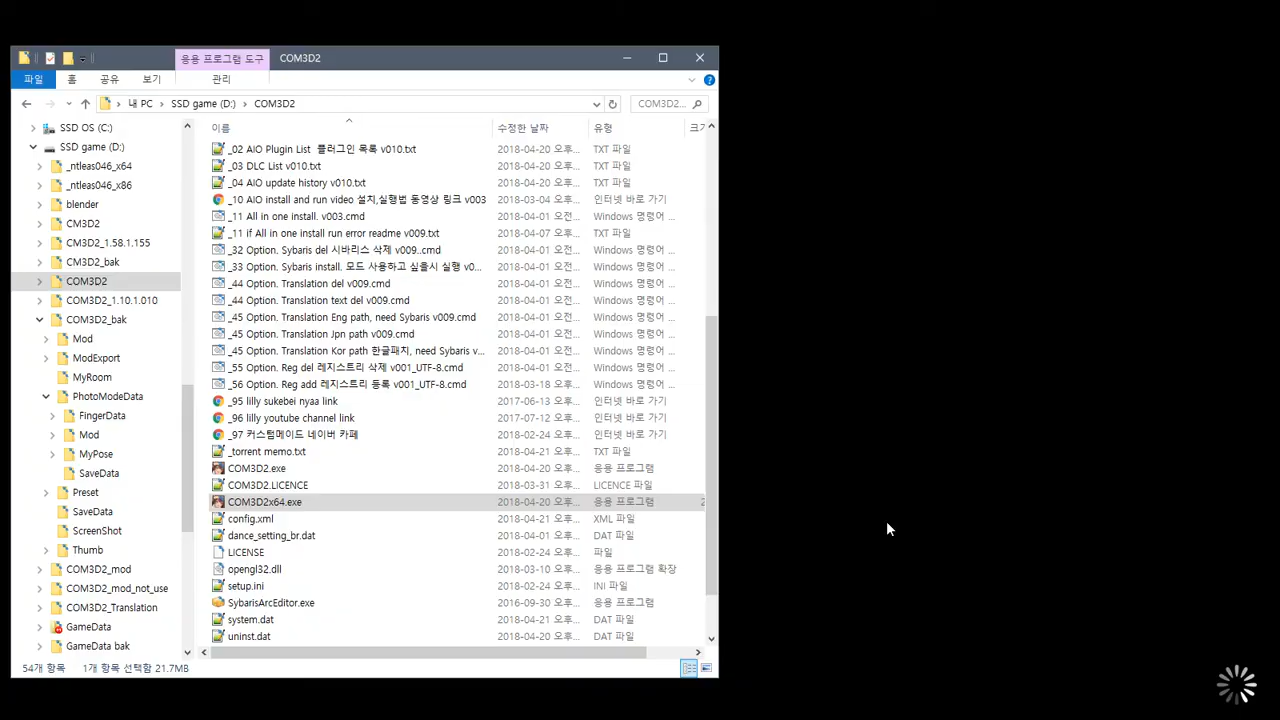 응용 프로그램 도구 COM3D2
파일 홈 공유 보기 관리
내 PC SSD game (D:) COM3D2 COM3D2...
이름 수정한 날짜 유형 크기
SSD OS (C:)
SSD game (D:)
_ntleas046_x64
_ntleas046_x86
blender
CM3D2
CM3D2_1.58.1.155
CM3D2_bak
COM3D2
COM3D2_1.10.1.010
COM3D2_bak
Mod
ModExport
MyRoom
PhotoModeData
FingerData
Mod
MyPose
SaveData
Preset
SaveData
ScreenShot
Thumb
COM3D2_mod
COM3D2_mod_not_use
COM3D2_Translation
GameData
GameData bak
_02 AIO Plugin List 플러그인 목록 v010.txt 2018-04-20 오후... TXT 파일
_03 DLC List v010.txt 2018-04-20 오후... TXT 파일
_04 AIO update history v010.txt 2018-04-20 오후... TXT 파일
_10 AIO install and run video 설치,실행법 동영상 링크 v003 2018-03-04 오후... 인터넷 바로 가기
_11 All in one install. v003.cmd 2018-04-01 오전... Windows 명령어 ...
_11 if All in one install run error readme v009.txt 2018-04-07 오후... TXT 파일
_32 Option. Sybaris del 시바리스 삭제 v009..cmd 2018-04-01 오전... Windows 명령어 ...
_33 Option. Sybaris install. 모드 사용하고 싶을시 실행 v0... 2018-04-01 오후... Windows 명령어 ...
_44 Option. Translation del v009.cmd 2018-04-01 오후... Windows 명령어 ...
_44 Option. Translation text del v009.cmd 2018-04-01 오후... Windows 명령어 ...
_45 Option. Translation Eng path, need Sybaris v009.cmd 2018-04-01 오후... Windows 명령어 ...
_45 Option. Translation Jpn path v009.cmd 2018-04-01 오후... Windows 명령어 ...
_45 Option. Translation Kor path 한글패치, need Sybaris v... 2018-04-01 오후... Windows 명령어 ...
_55 Option. Reg del 레지스트리 삭제 v001_UTF-8.cmd 2018-04-01 오후... Windows 명령어 ...
_56 Option. Reg add 레지스트리 등록 v001_UTF-8.cmd 2018-03-18 오후... Windows 명령어 ...
_95 lilly sukebei nyaa link 2017-06-13 오후... 인터넷 바로 가기
_96 lilly youtube channel link 2017-07-12 오후... 인터넷 바로 가기
_97 커스텀메이드 네이버 카페 2018-02-24 오후... 인터넷 바로 가기
_torrent memo.txt 2018-04-21 오후... TXT 파일
COM3D2.exe 2018-04-20 오후... 응용 프로그램
COM3D2.LICENCE 2018-03-31 오후... LICENCE 파일
COM3D2x64.exe 2018-04-20 오후... 응용 프로그램 2
config.xml 2018-04-21 오후... XML 파일
dance_setting_br.dat 2018-04-01 오후... DAT 파일
LICENSE 2018-02-24 오후... 파일
opengl32.dll 2018-03-10 오후... 응용 프로그램 확장
setup.ini 2018-02-24 오후... INI 파일
SybarisArcEditor.exe 2016-09-30 오후... 응용 프로그램
system.dat 2018-04-21 오후... DAT 파일
uninst.dat 2018-04-20 오후... DAT 파일
54개 항목 1개 항목 선택함 21.7MB